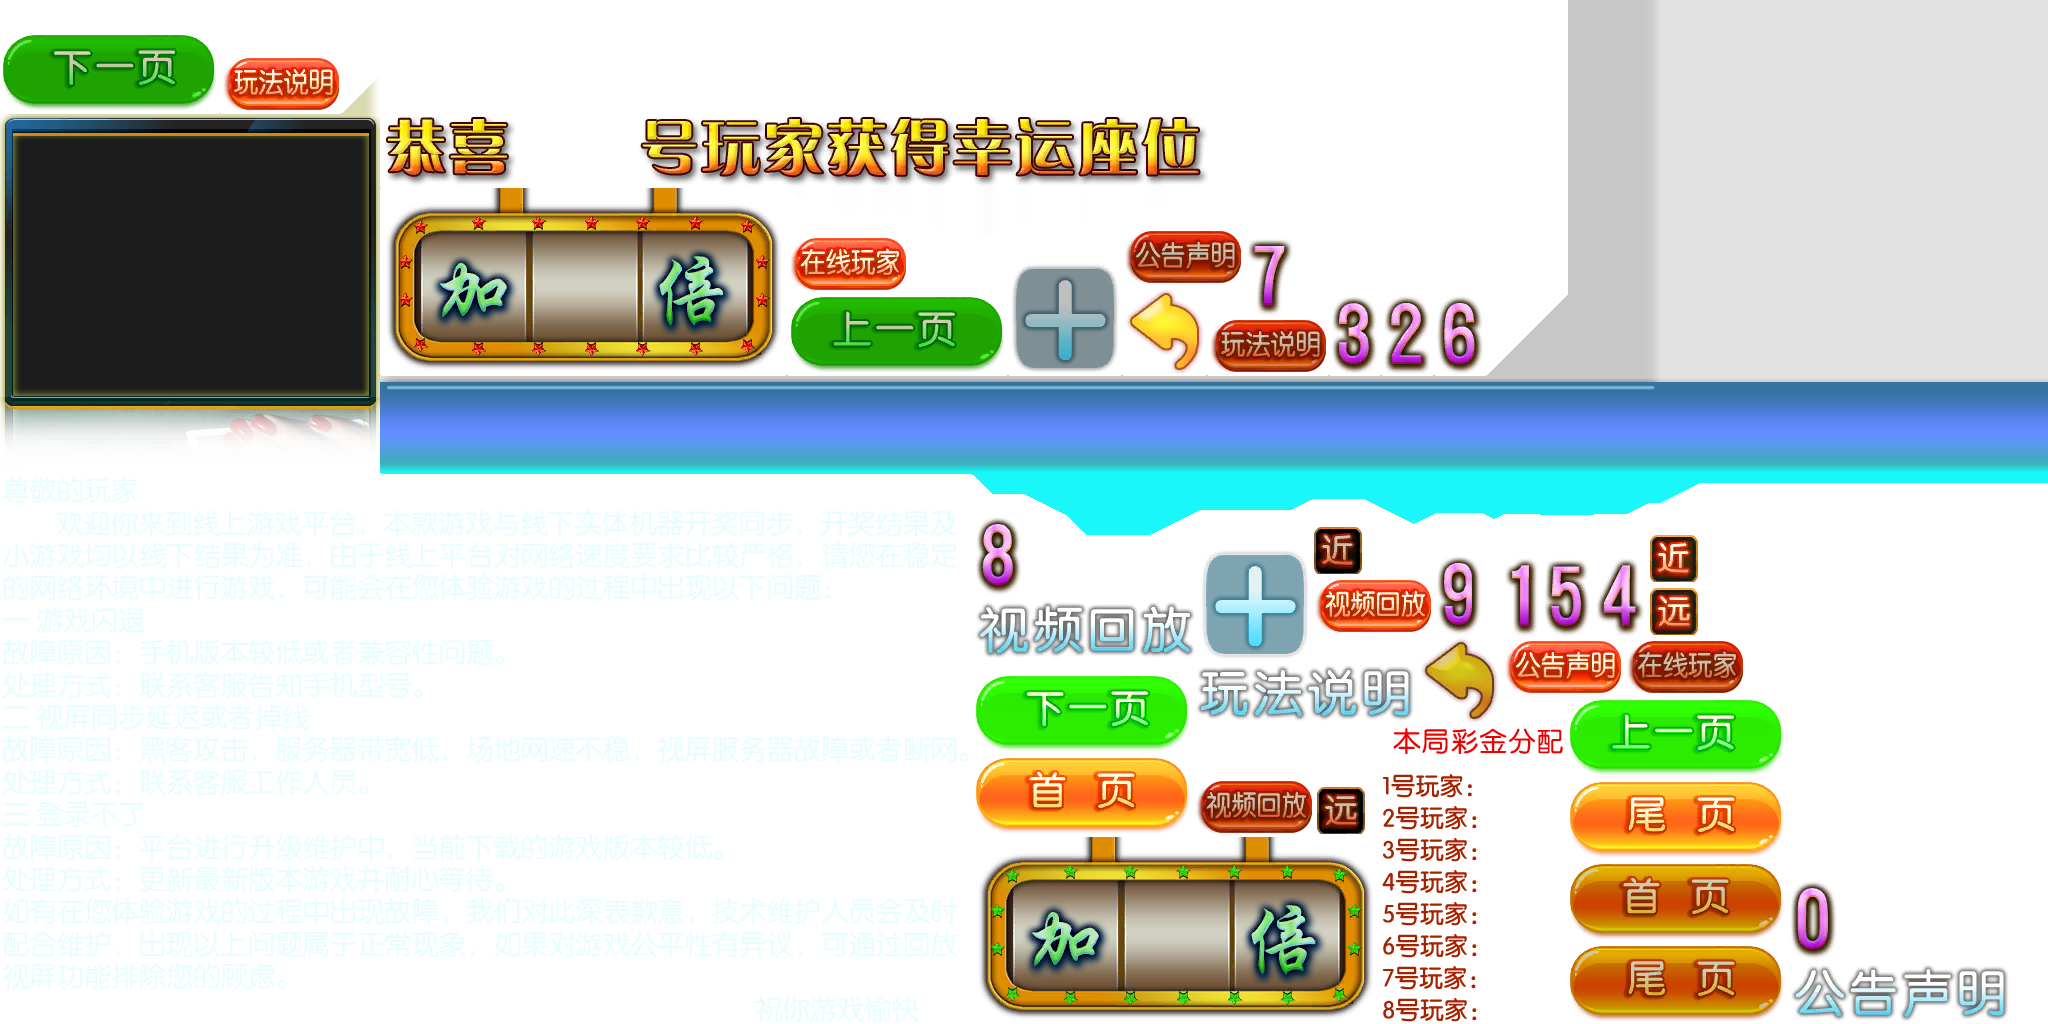 下一页
玩法说明
恭喜 号玩家获得幸运座位
加 倍
在线玩家
上一页
公告声明
7
玩法说明
3 2 6
尊敬的玩家
欢迎你来到线上游戏平台，本款游戏与线下实体机器开奖同步，开奖结果及
小游戏均以线下结果为准，由于线上平台对网络速度要求比较严格，请您在稳定
的网络环境中进行游戏，可能会在您体验游戏的过程中出现以下问题：
一 游戏闪退
故障原因：手机版本较低或者兼容性问题。
处理方式：联系客服告知手机型号。
二 视屏同步延迟或者掉线
故障原因：黑客攻击，服务器带宽低，场地网速不稳，视屏服务器故障或者断网。
处理方式：联系客服工作人员。
三 登录不了
故障原因：平台进行升级维护中，当前下载的游戏版本较低。
处理方式：更新最新版本游戏并耐心等待。
如有在您体验游戏的过程中出现故障，我们对此深表歉意，技术维护人员会及时
配合维护，出现以上问题属于正常现象，如果对游戏公平性有异议，可通过回放
视屏功能排除您的顾虑。
祝你游戏愉快
8
近
视频回放
9
1 5 4
近
远
视频回放
玩法说明
公告声明
在线玩家
下一页
上一页
本局彩金分配
首 页
视频回放
远
尾 页
1号玩家：
2号玩家：
3号玩家：
4号玩家：
5号玩家：
6号玩家：
7号玩家：
8号玩家：
加 倍
首 页
0
尾 页
公告声明